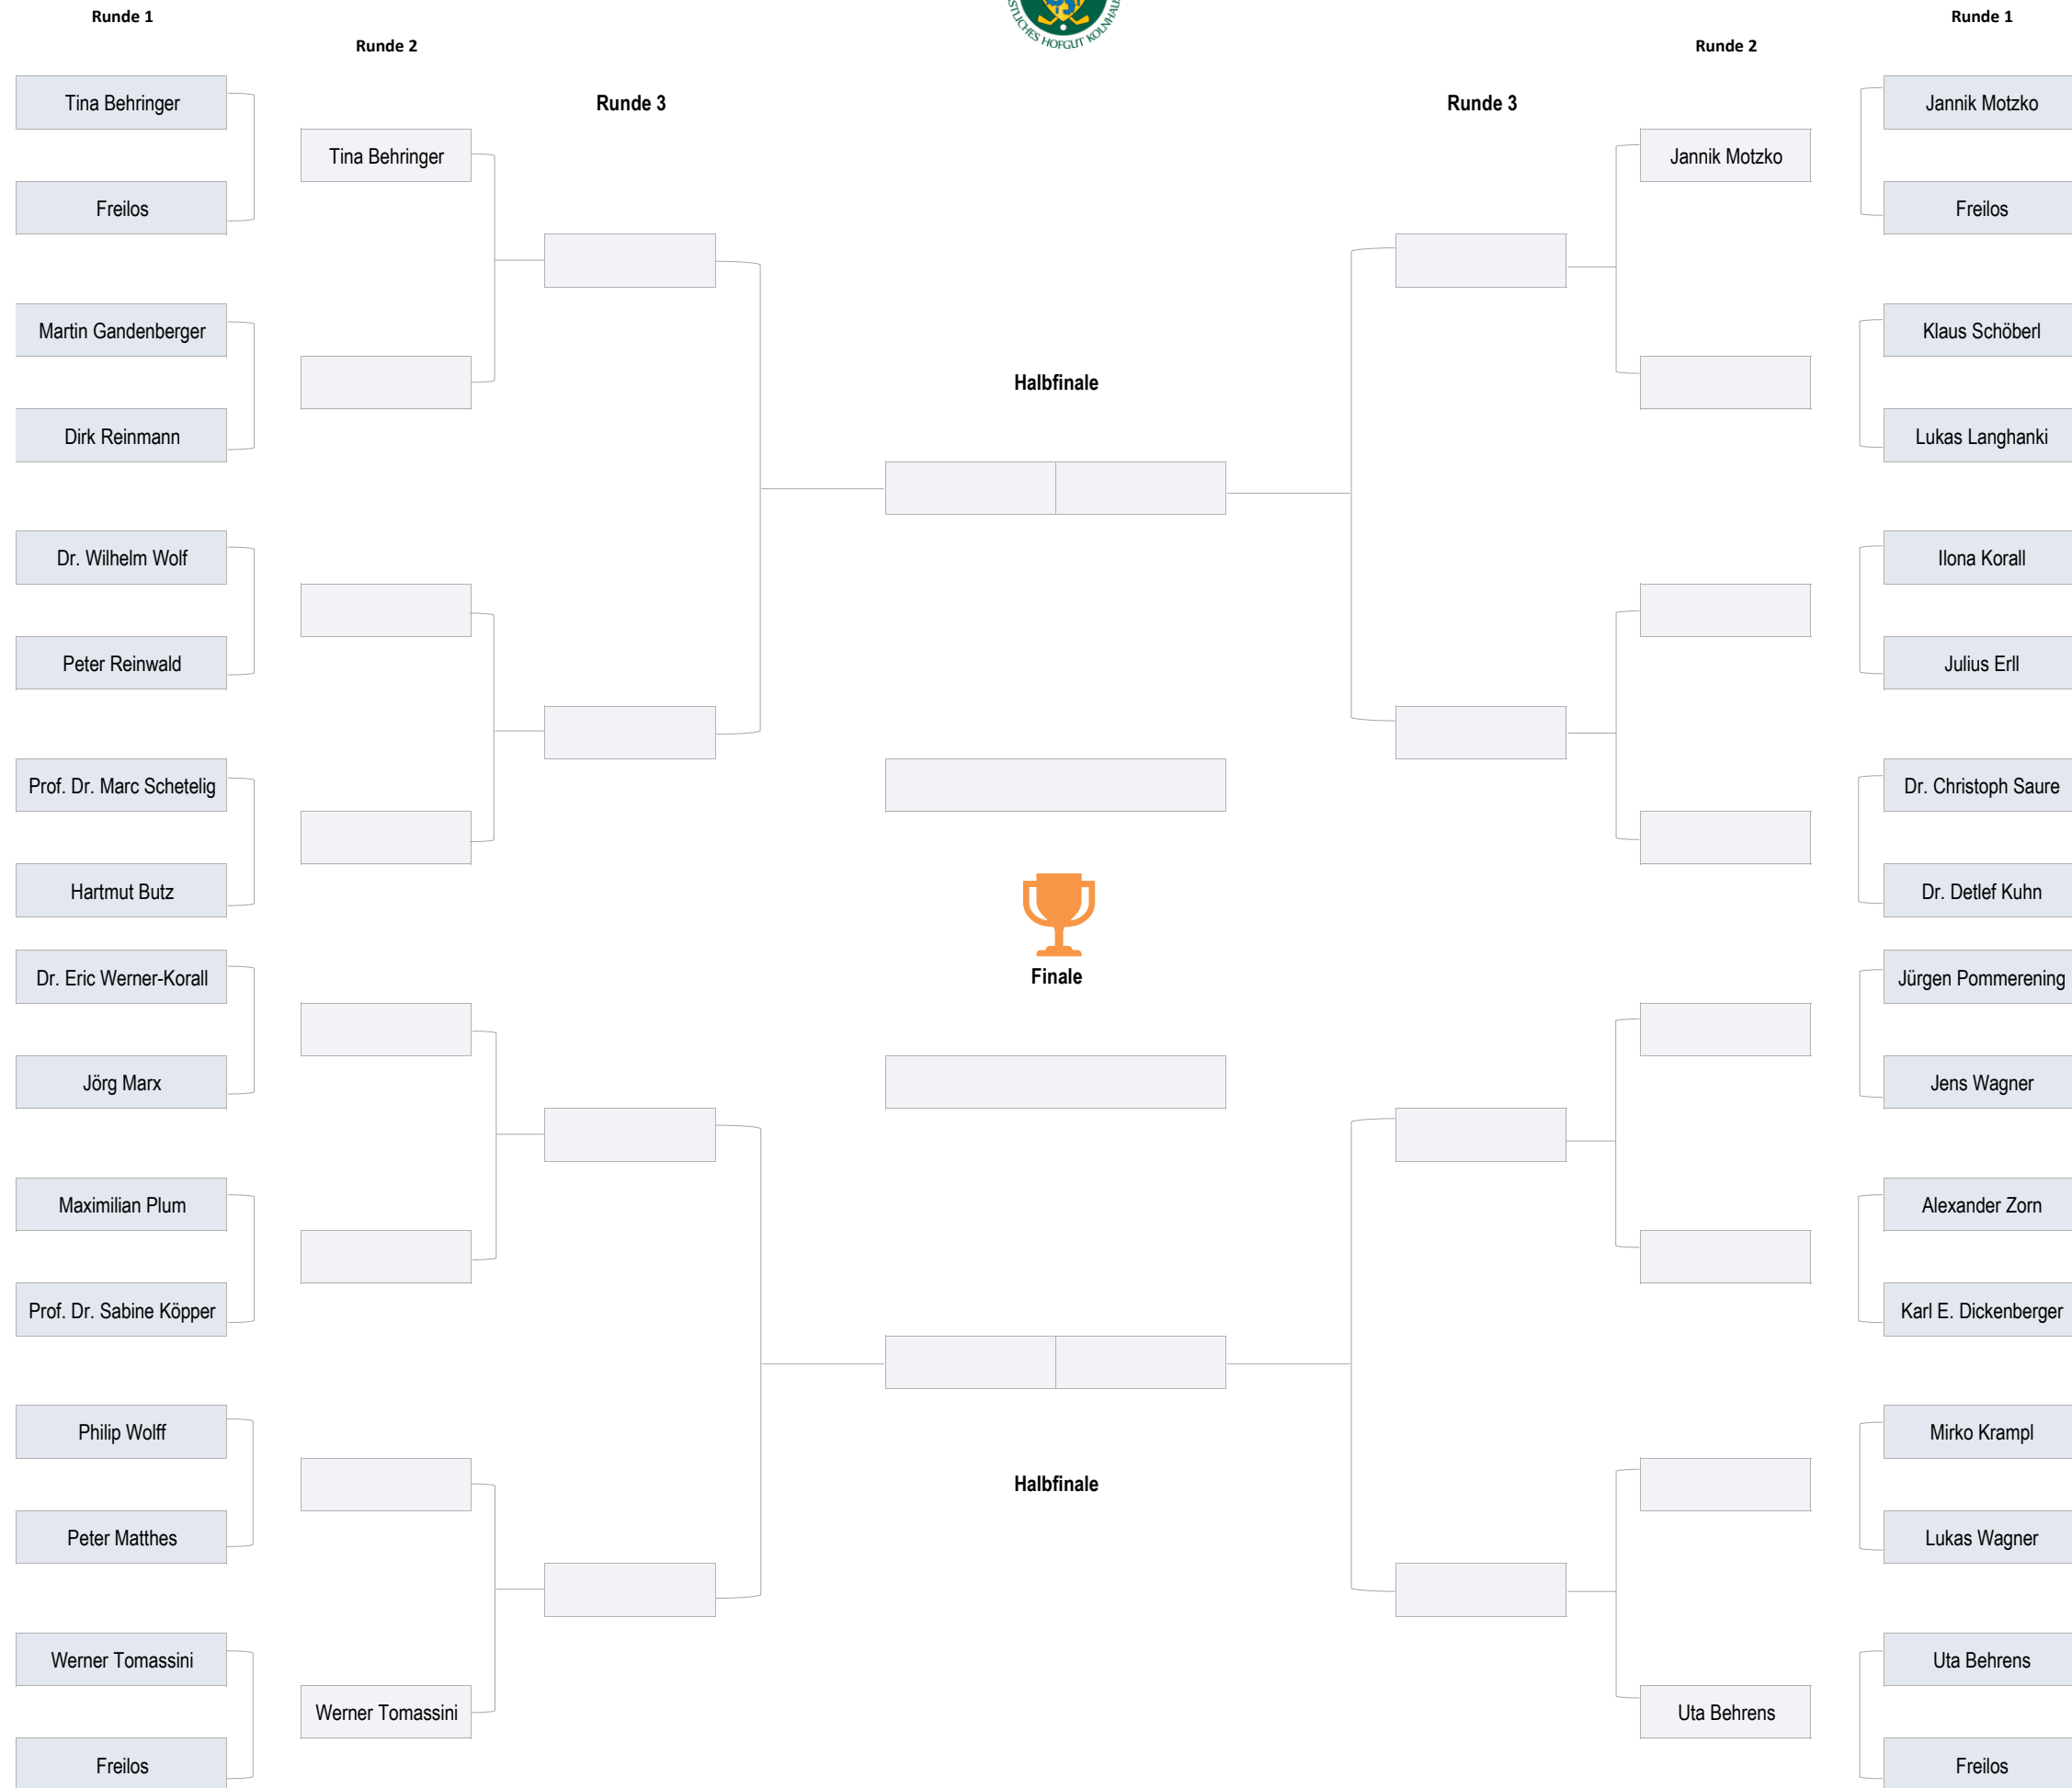 Runde 1
Runde 2
Runde 3
Tina Behringer
Freilos
Martin Gandenberger
Dirk Reinmann
Dr. Wilhelm Wolf
Peter Reinwald
Prof. Dr. Marc Schetelig
Hartmut Butz
Dr. Eric Werner-Korall
Jörg Marx
Maximilian Plum
Prof. Dr. Sabine Köpper
Philip Wolff
Peter Matthes
Werner Tomassini
Freilos
Tina Behringer
Werner Tomassini
HOFGUT
Halbfinale
Finale
Halbfinale
Runde 3
Runde 2
Runde 1
Jannik Motzko
Uta Behrens
Jannik Motzko
Freilos
Klaus Schöberl
Lukas Langhanki
Ilona Korall
Julius Erll
Dr. Christoph Saure
Dr. Detlef Kuhn
Jürgen Pommerening
Jens Wagner
Alexander Zorn
Karl E. Dickenberger
Mirko Krampl
Lukas Wagner
Uta Behrens
Freilos